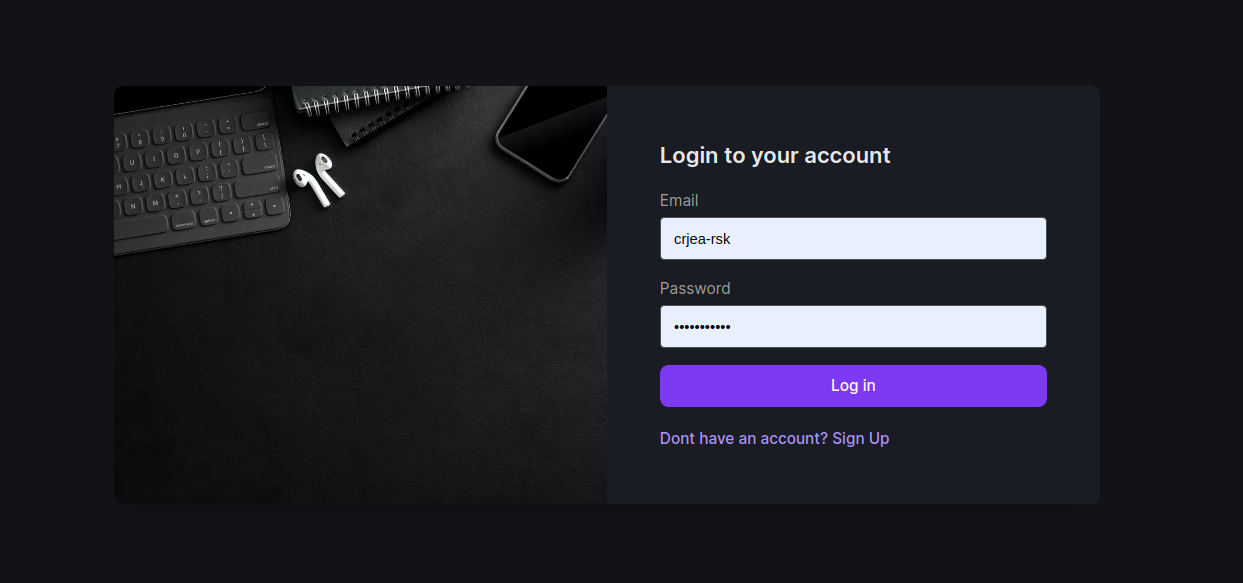 Login to your account
Email
crjea-rsk
Password
•••••••••••
Log in
Dont have an account? Sign Up